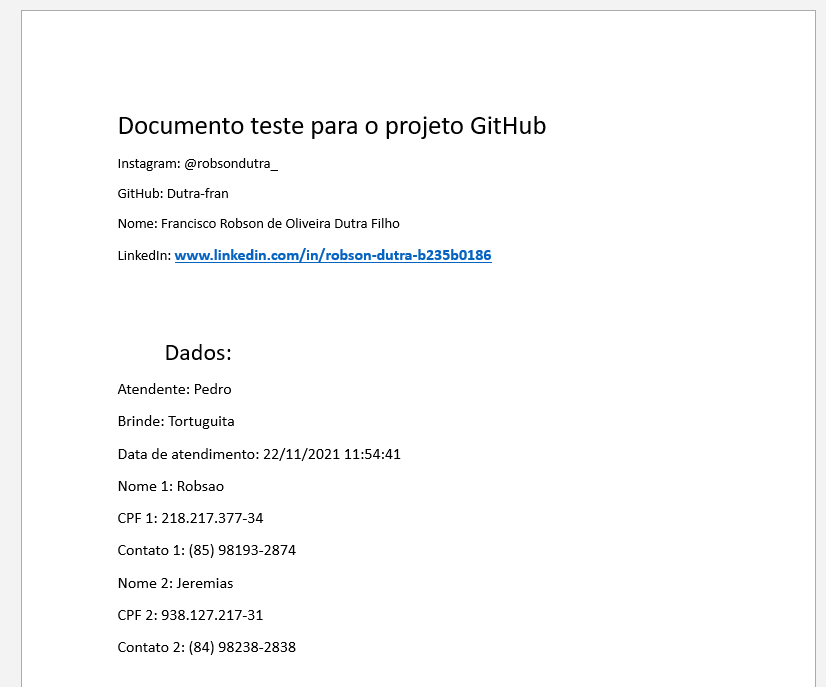 Documento teste para o projeto GitHub
Instagram: @robsondutra_
GitHub: Dutra-fran
Nome: Francisco Robson de Oliveira Dutra Filho
LinkedIn: www.linkedin.com/in/robson-dutra-b235b0186
Dados:
Atendente: Pedro
Brinde: Tortuguita
Data de atendimento: 22/11/2021 11:54:41
Nome 1: Robsao
CPF 1: 218.217.377-34
Contato 1: (85) 98193-2874
Nome 2: Jeremias
CPF 2: 938.127.217-31
Contato 2: (84) 98238-2838